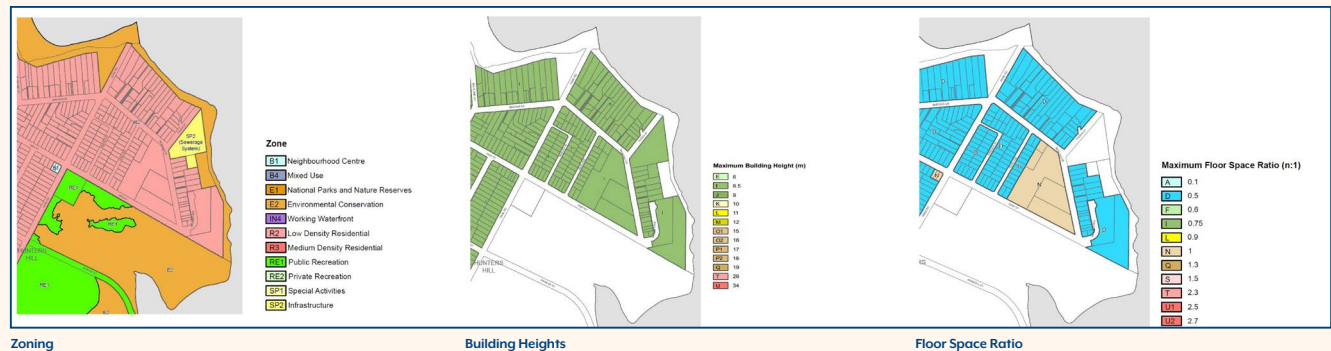 SP2
(Sewerage
System)
R2
B1
RE1
RE1
HUNTERS
HILL
RE1
E2
Zone
B1 Neighbourhood Centre
B4 Mixed Use
E1 National Parks and Nature Reserves
E2 Environmental Conservation
IN4 Working Waterfront
R2 Low Density Residential
R3 Medium Density Residential
RE1 Public Recreation
RE2 Private Recreation
SP1 Special Activities
SP2 Infrastructure
I
I
HUNTERS
HILL
Maximum Building Height (m)
E 6
I 8.5
J 9
K 10
L 11
M 12
O1 15
O2 16
P1 17
P2 18
Q 19
T 29
U 34
D
D
D
N
M
D
RS
Maximum Floor Space Ratio (n:1)
A 0.1
D 0.5
F 0.6
I 0.75
L 0.9
N 1
Q 1.3
S 1.5
T 2.3
U1 2.5
U2 2.7
Zoning
Building Heights
Floor Space Ratio